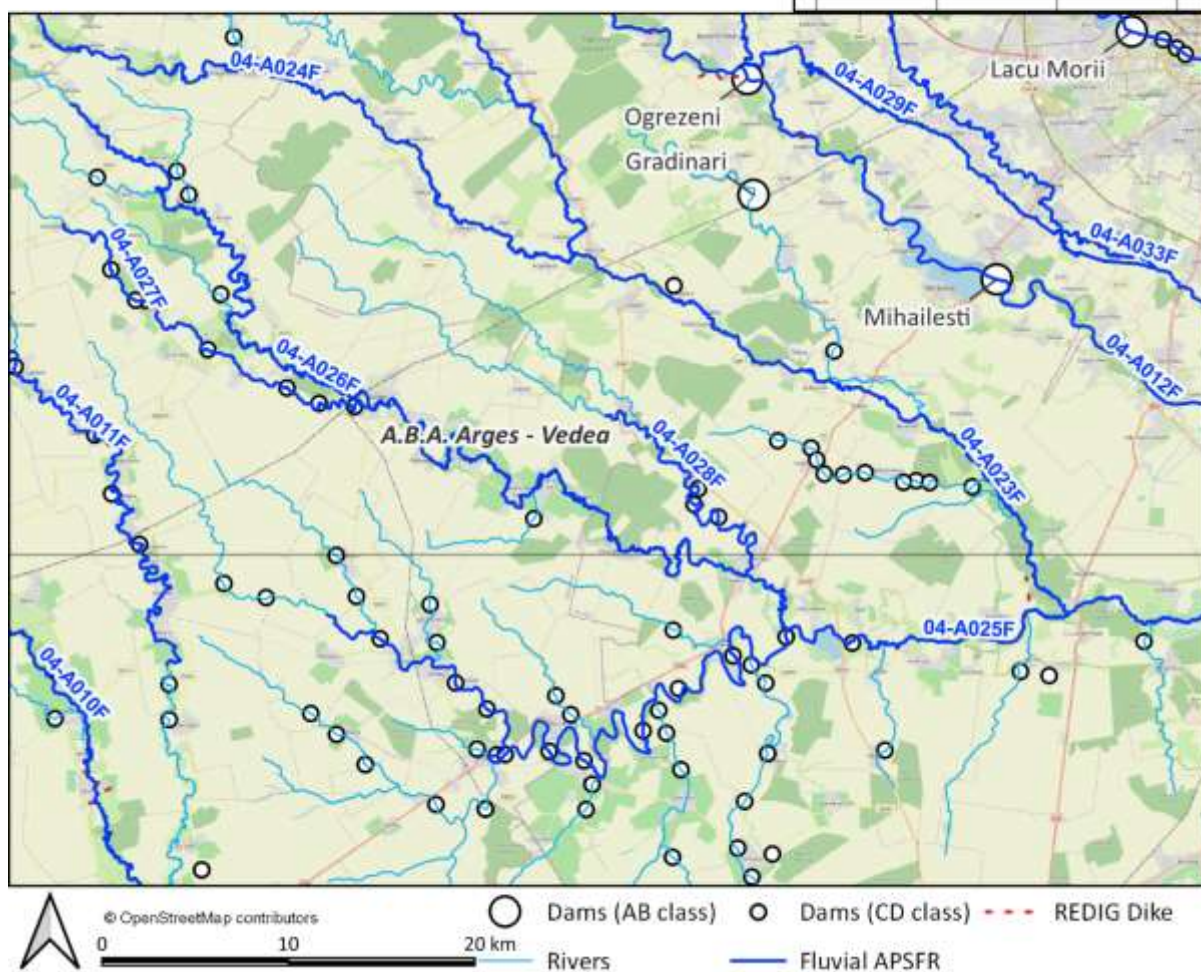 04-A024F
Lacu Morii
04-A029F
Ogrezeni
Gradinari
04-A033F
04-A027F
Mihailesti
04-A026F
04-A012F
04-A011F
A.B.A. Arges - Vedea
04-A028F
04-A023F
04-A025F
04-A010F
© OpenStreetMap contributors
Dams (AB class)
Dams (CD class)
REDIG Dike
0 10 20 km
Rivers
Fluvial APSFR